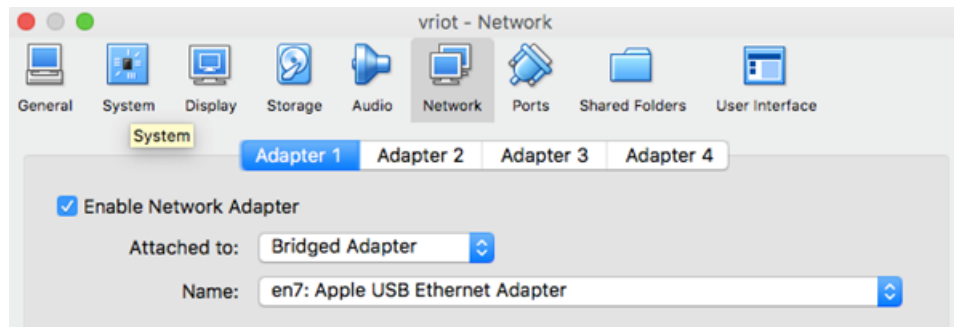 vriot - Network
General System Display Storage Audio Network Ports Shared Folders User Interface
System
Adapter 1 Adapter 2 Adapter 3 Adapter 4
Enable Network Adapter
Attached to: Bridged Adapter
Name: en7: Apple USB Ethernet Adapter